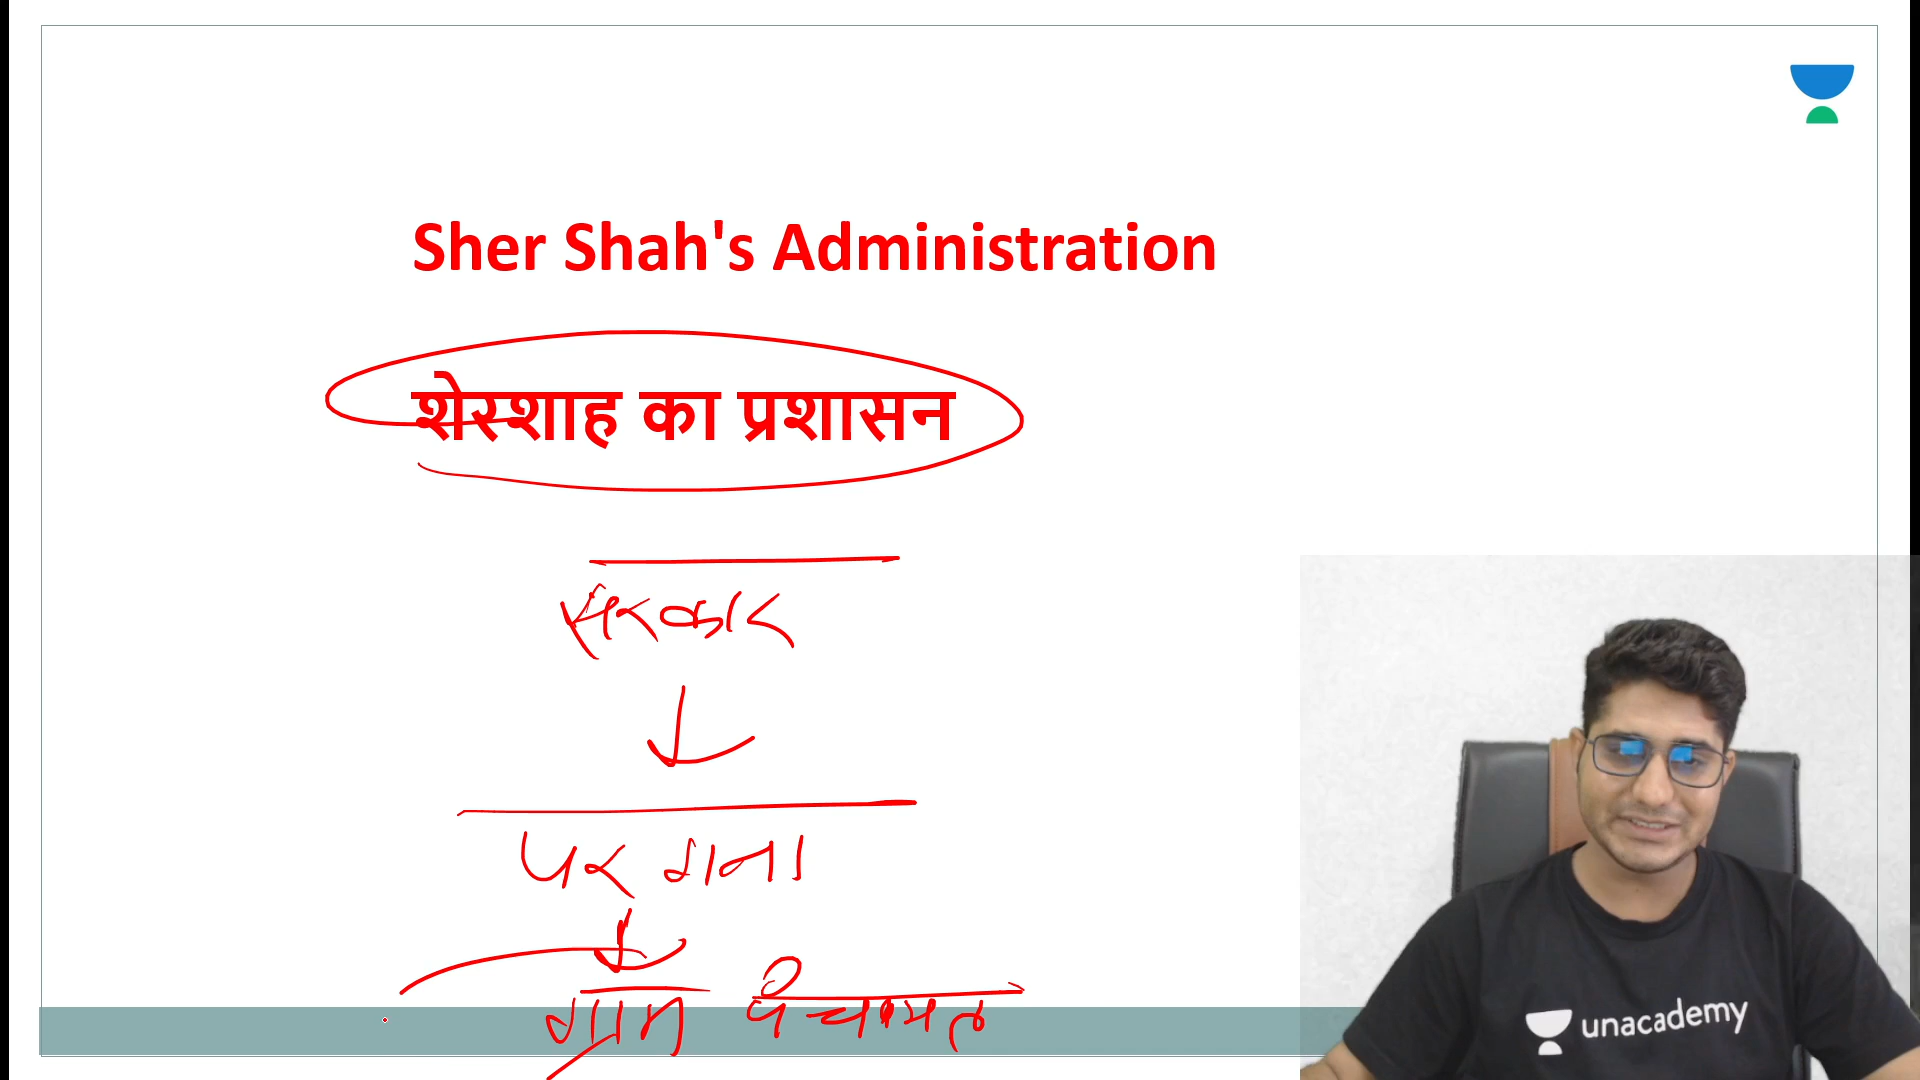 Sher Shah's Administration
शेरशाह का प्रशासन
सरकार
परगना
ग्राम पंचायत
unacademy